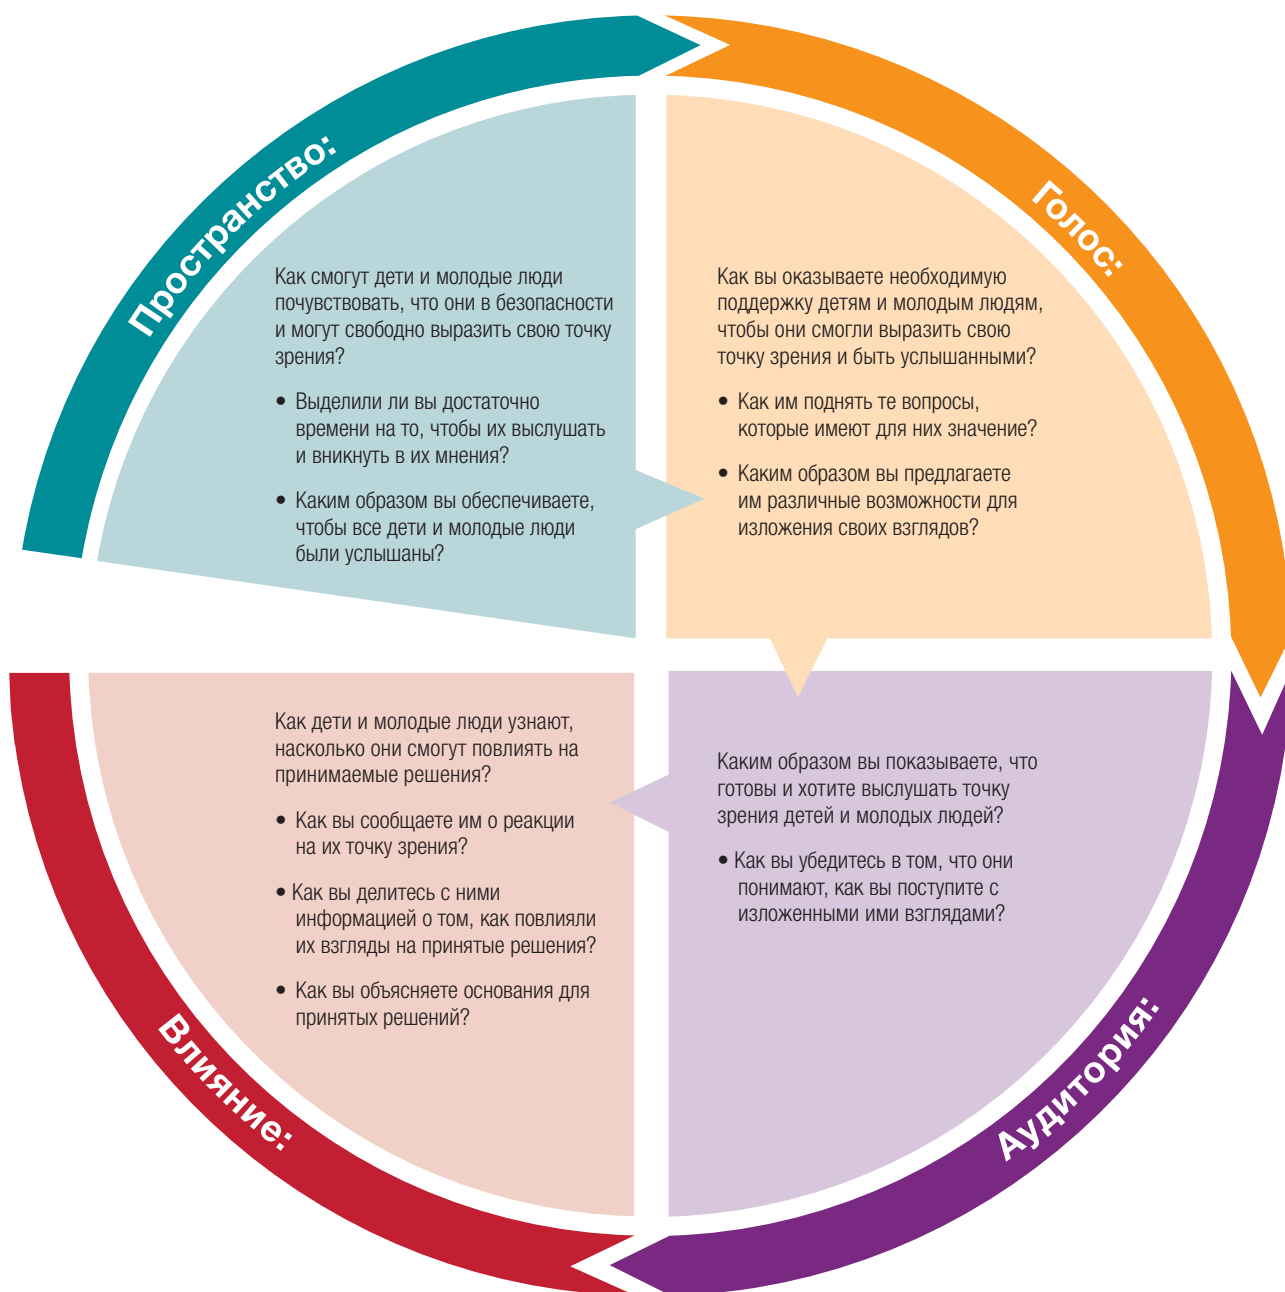 Пространство:
Как смогут дети и молодые люди
почувствовать, что они в безопасности
и могут свободно выразить свою точку
зрения?
• Выделили ли вы достаточно
времени на то, чтобы их выслушать
и вникнуть в их мнения?
• Каким образом вы обеспечиваете,
чтобы все дети и молодые люди
были услышаны?
Голос:
Как вы оказываете необходимую
поддержку детям и молодым людям,
чтобы они смогли выразить свою
точку зрения и быть услышанными?
• Как им поднять те вопросы,
которые имеют для них значение?
• Каким образом вы предлагаете
им различные возможности для
изложения своих взглядов?
Аудитория:
Каким образом вы показываете, что
готовы и хотите выслушать точку
зрения детей и молодых людей?
• Как вы убедитесь в том, что они
понимают, как вы поступите с
изложенными ими взглядами?
Влияние:
Как дети и молодые люди узнают,
насколько они смогут повлиять на
принимаемые решения?
• Как вы сообщаете им о реакции
на их точку зрения?
• Как вы делитесь с ними
информацией о том, как повлияли
их взгляды на принятые решения?
• Как вы объясняете основания для
принятых решений?